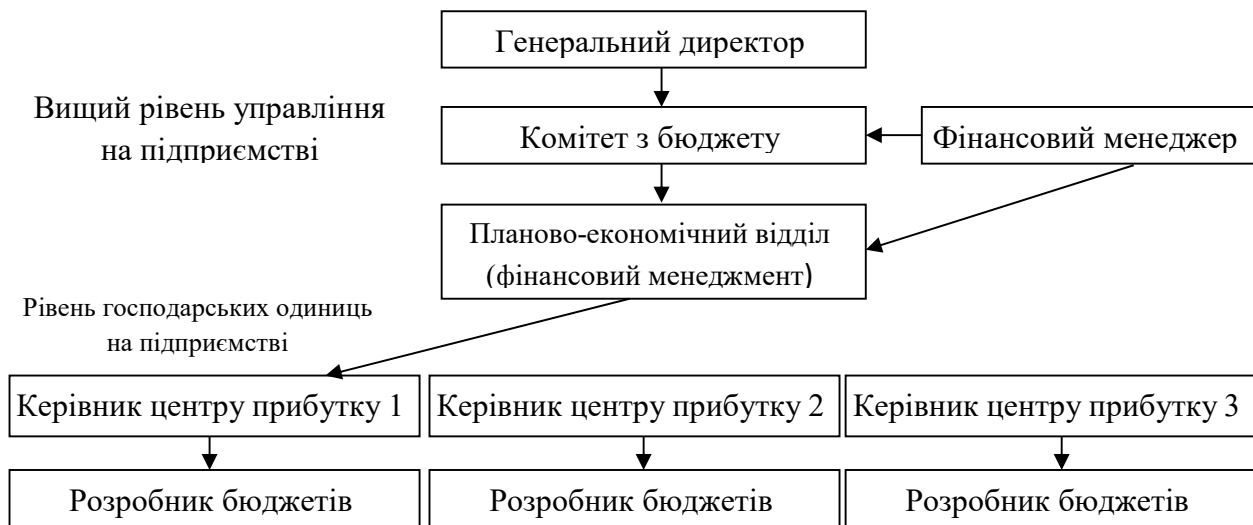 Генеральний директор
Вищий рівень управління
на підприємстві
Комітет з бюджету
Фінансовий менеджер
Планово-економічний відділ
(фінансовий менеджмент)
Рівень господарських одиниць
на підприємстві
Керівник центру прибутку 1
Керівник центру прибутку 2
Керівник центру прибутку 3
Розробник бюджетів
Розробник бюджетів
Розробник бюджетів